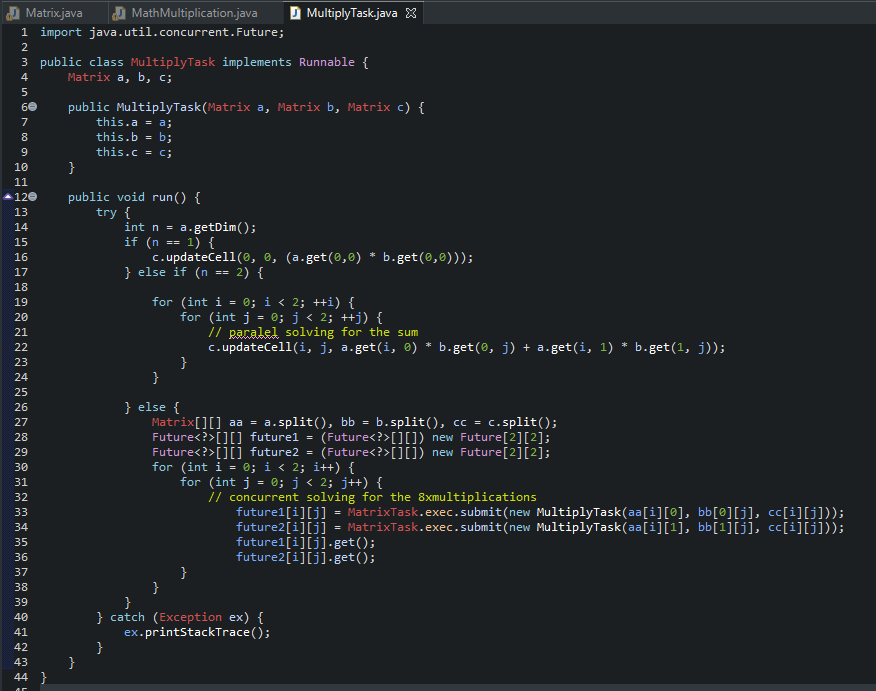 Matrix.java MathMultiplication.java MultiplyTask.java
1 import java.util.concurrent.Future;
2
3 public class MultiplyTask implements Runnable {
4     Matrix a, b, c;
5
6     public MultiplyTask(Matrix a, Matrix b, Matrix c) {
7         this.a = a;
8         this.b = b;
9         this.c = c;
10     }
11
12     public void run() {
13         try {
14             int n = a.getDim();
15             if (n == 1) {
16                 c.updateCell(0, 0, (a.get(0,0) * b.get(0,0)));
17             } else if (n == 2) {
18
19                 for (int i = 0; i < 2; ++i) {
20                     for (int j = 0; j < 2; ++j) {
21                         // paralel solving for the sum
22                         c.updateCell(i, j, a.get(i, 0) * b.get(0, j) + a.get(i, 1) * b.get(1, j));
23                     }
24                 }
25
26             } else {
27                 Matrix[][] aa = a.split(), bb = b.split(), cc = c.split();
28                 Future<?>[][] future1 = (Future<?>[][]) new Future[2][2];
29                 Future<?>[][] future2 = (Future<?>[][]) new Future[2][2];
30                 for (int i = 0; i < 2; i++) {
31                     for (int j = 0; j < 2; j++) {
32                         // concurrent solving for the 8xmultiplications
33                             future1[i][j] = MatrixTask.exec.submit(new MultiplyTask(aa[i][0], bb[0][j], cc[i][j]));
34                             future2[i][j] = MatrixTask.exec.submit(new MultiplyTask(aa[i][1], bb[1][j], cc[i][j]));
35                             future1[i][j].get();
36                             future2[i][j].get();
37                     }
38                 }
39             }
40         } catch (Exception ex) {
41             ex.printStackTrace();
42         }
43     }
44 }
45